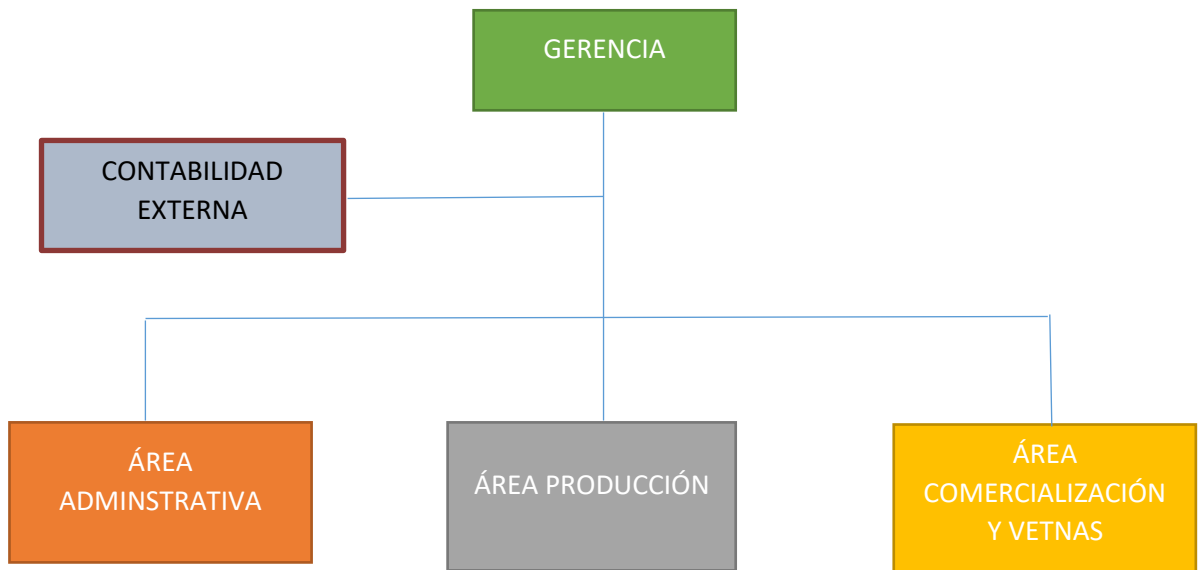 GERENCIA
CONTABILIDAD
EXTERNA
ÁREA
ADMINSTRATIVA
ÁREA PRODUCCIÓN
ÁREA
COMERCIALIZACIÓN
Y VETNAS